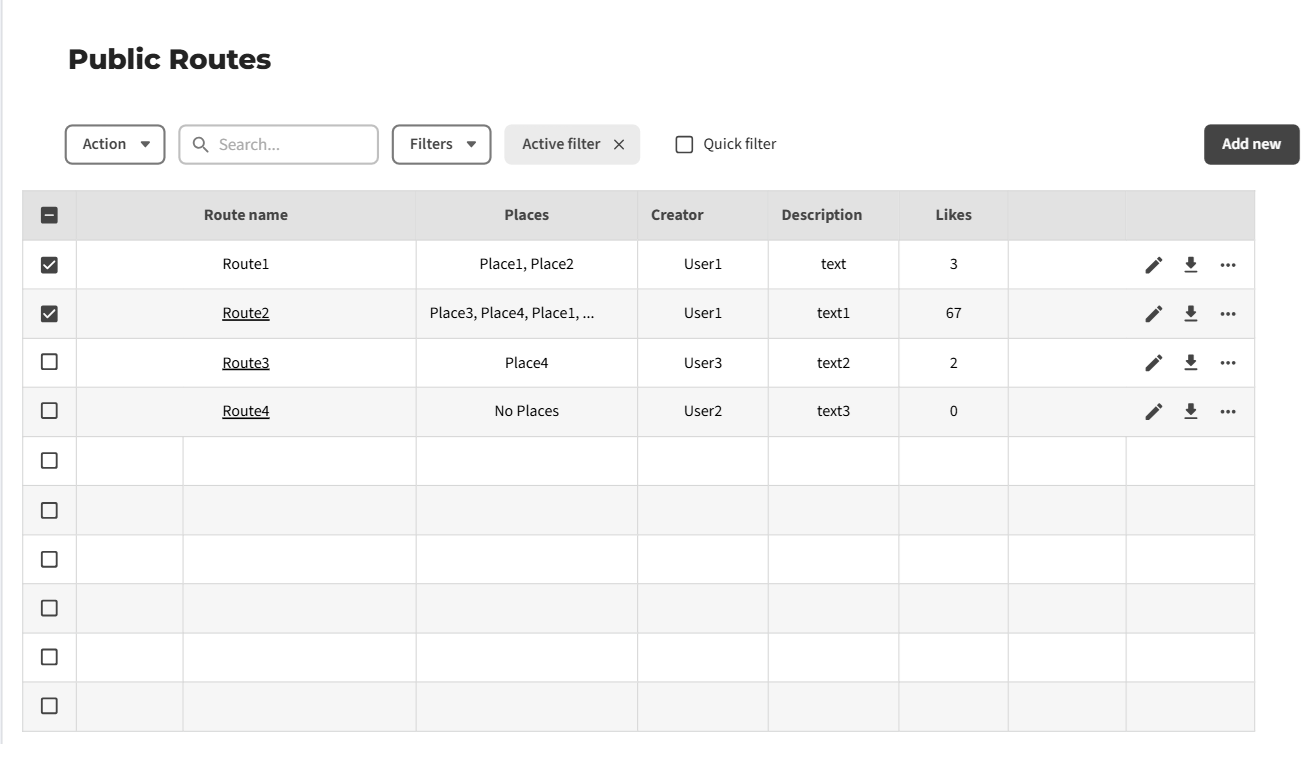 Public Routes
Action Search... Filters Active filter Quick filter Add new
Route name Places Creator Description Likes
Route1 Place1, Place2 User1 text 3
Route2 Place3, Place4, Place1, ... User1 text1 67
Route3 Place4 User3 text2 2
Route4 No Places User2 text3 0